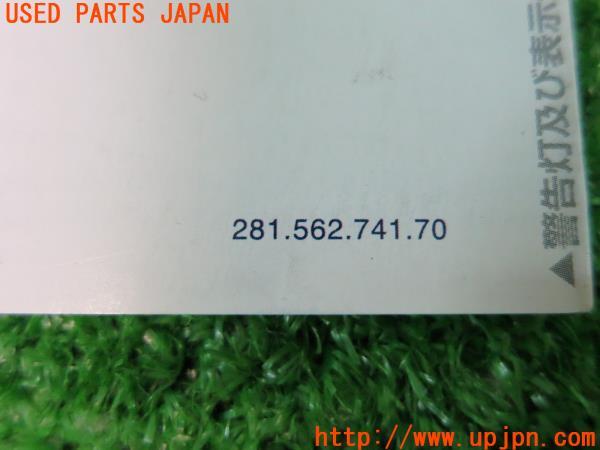 USED PARTS JAPAN
▲警告灯及び表示
281.562.741.70
http://www.upjpn.com